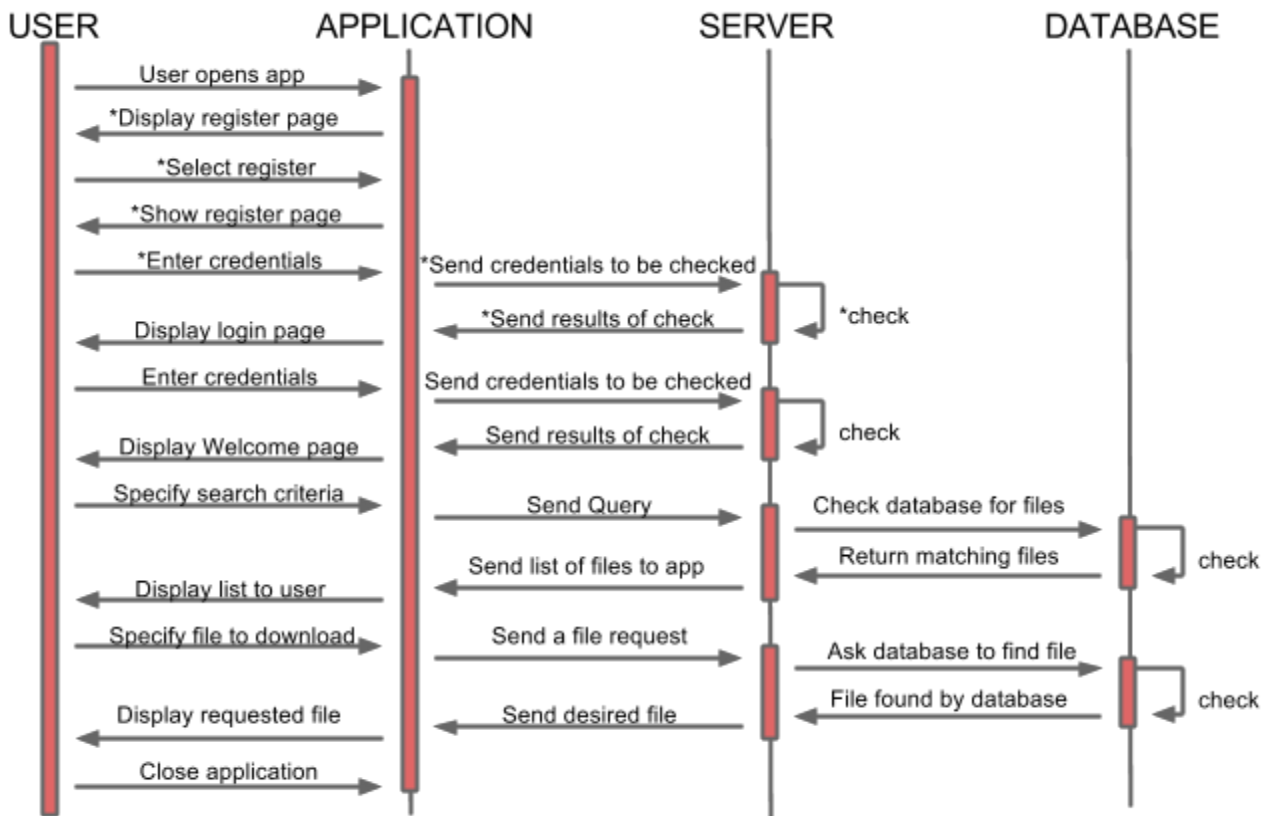 USER APPLICATION SERVER DATABASE
User opens app
*Display register page
*Select register
*Show register page
*Enter credentials
*Send credentials to be checked
*Send results of check
*check
Display login page
Enter credentials
Send credentials to be checked
Send results of check
check
Display Welcome page
Specify search criteria
Send Query
Check database for files
Return matching files
check
Send list of files to app
Display list to user
Specify file to download
Send a file request
Ask database to find file
File found by database
check
Send desired file
Display requested file
Close application